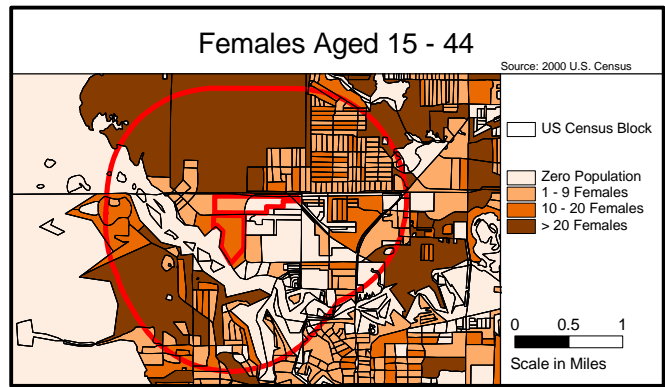 Females Aged 15 - 44
Source: 2000 U.S. Census
US Census Block
Zero Population
1 - 9 Females
10 - 20 Females
> 20 Females
0 0.5 1
Scale in Miles